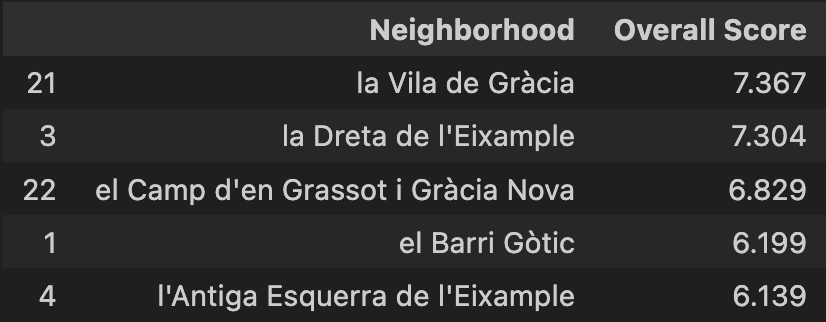 Neighborhood Overall Score
21 la Vila de Gràcia 7.367
3 la Dreta de l'Eixample 7.304
22 el Camp d'en Grassot i Gràcia Nova 6.829
1 el Barri Gòtic 6.199
4 l'Antiga Esquerra de l'Eixample 6.139